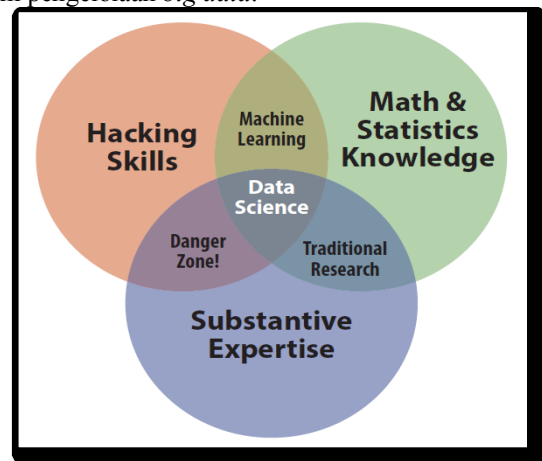 pengelolaan big data.
Hacking
Skills
Machine
Learning
Math &
Statistics
Knowledge
Data
Science
Danger
Zone!
Traditional
Research
Substantive
Expertise